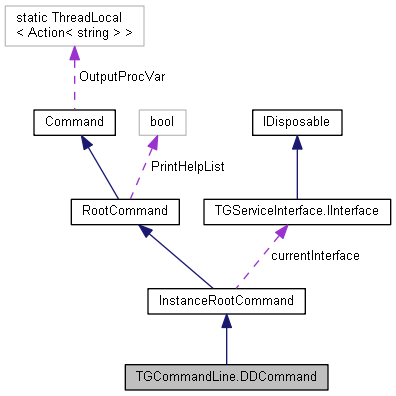 static ThreadLocal
< Action< string > >
OutputProcVar
Command
bool
IDisposable
PrintHelpList
RootCommand
TGServiceInterface.IInterface
currentInterface
InstanceRootCommand
TGCommandLine.DDCommand